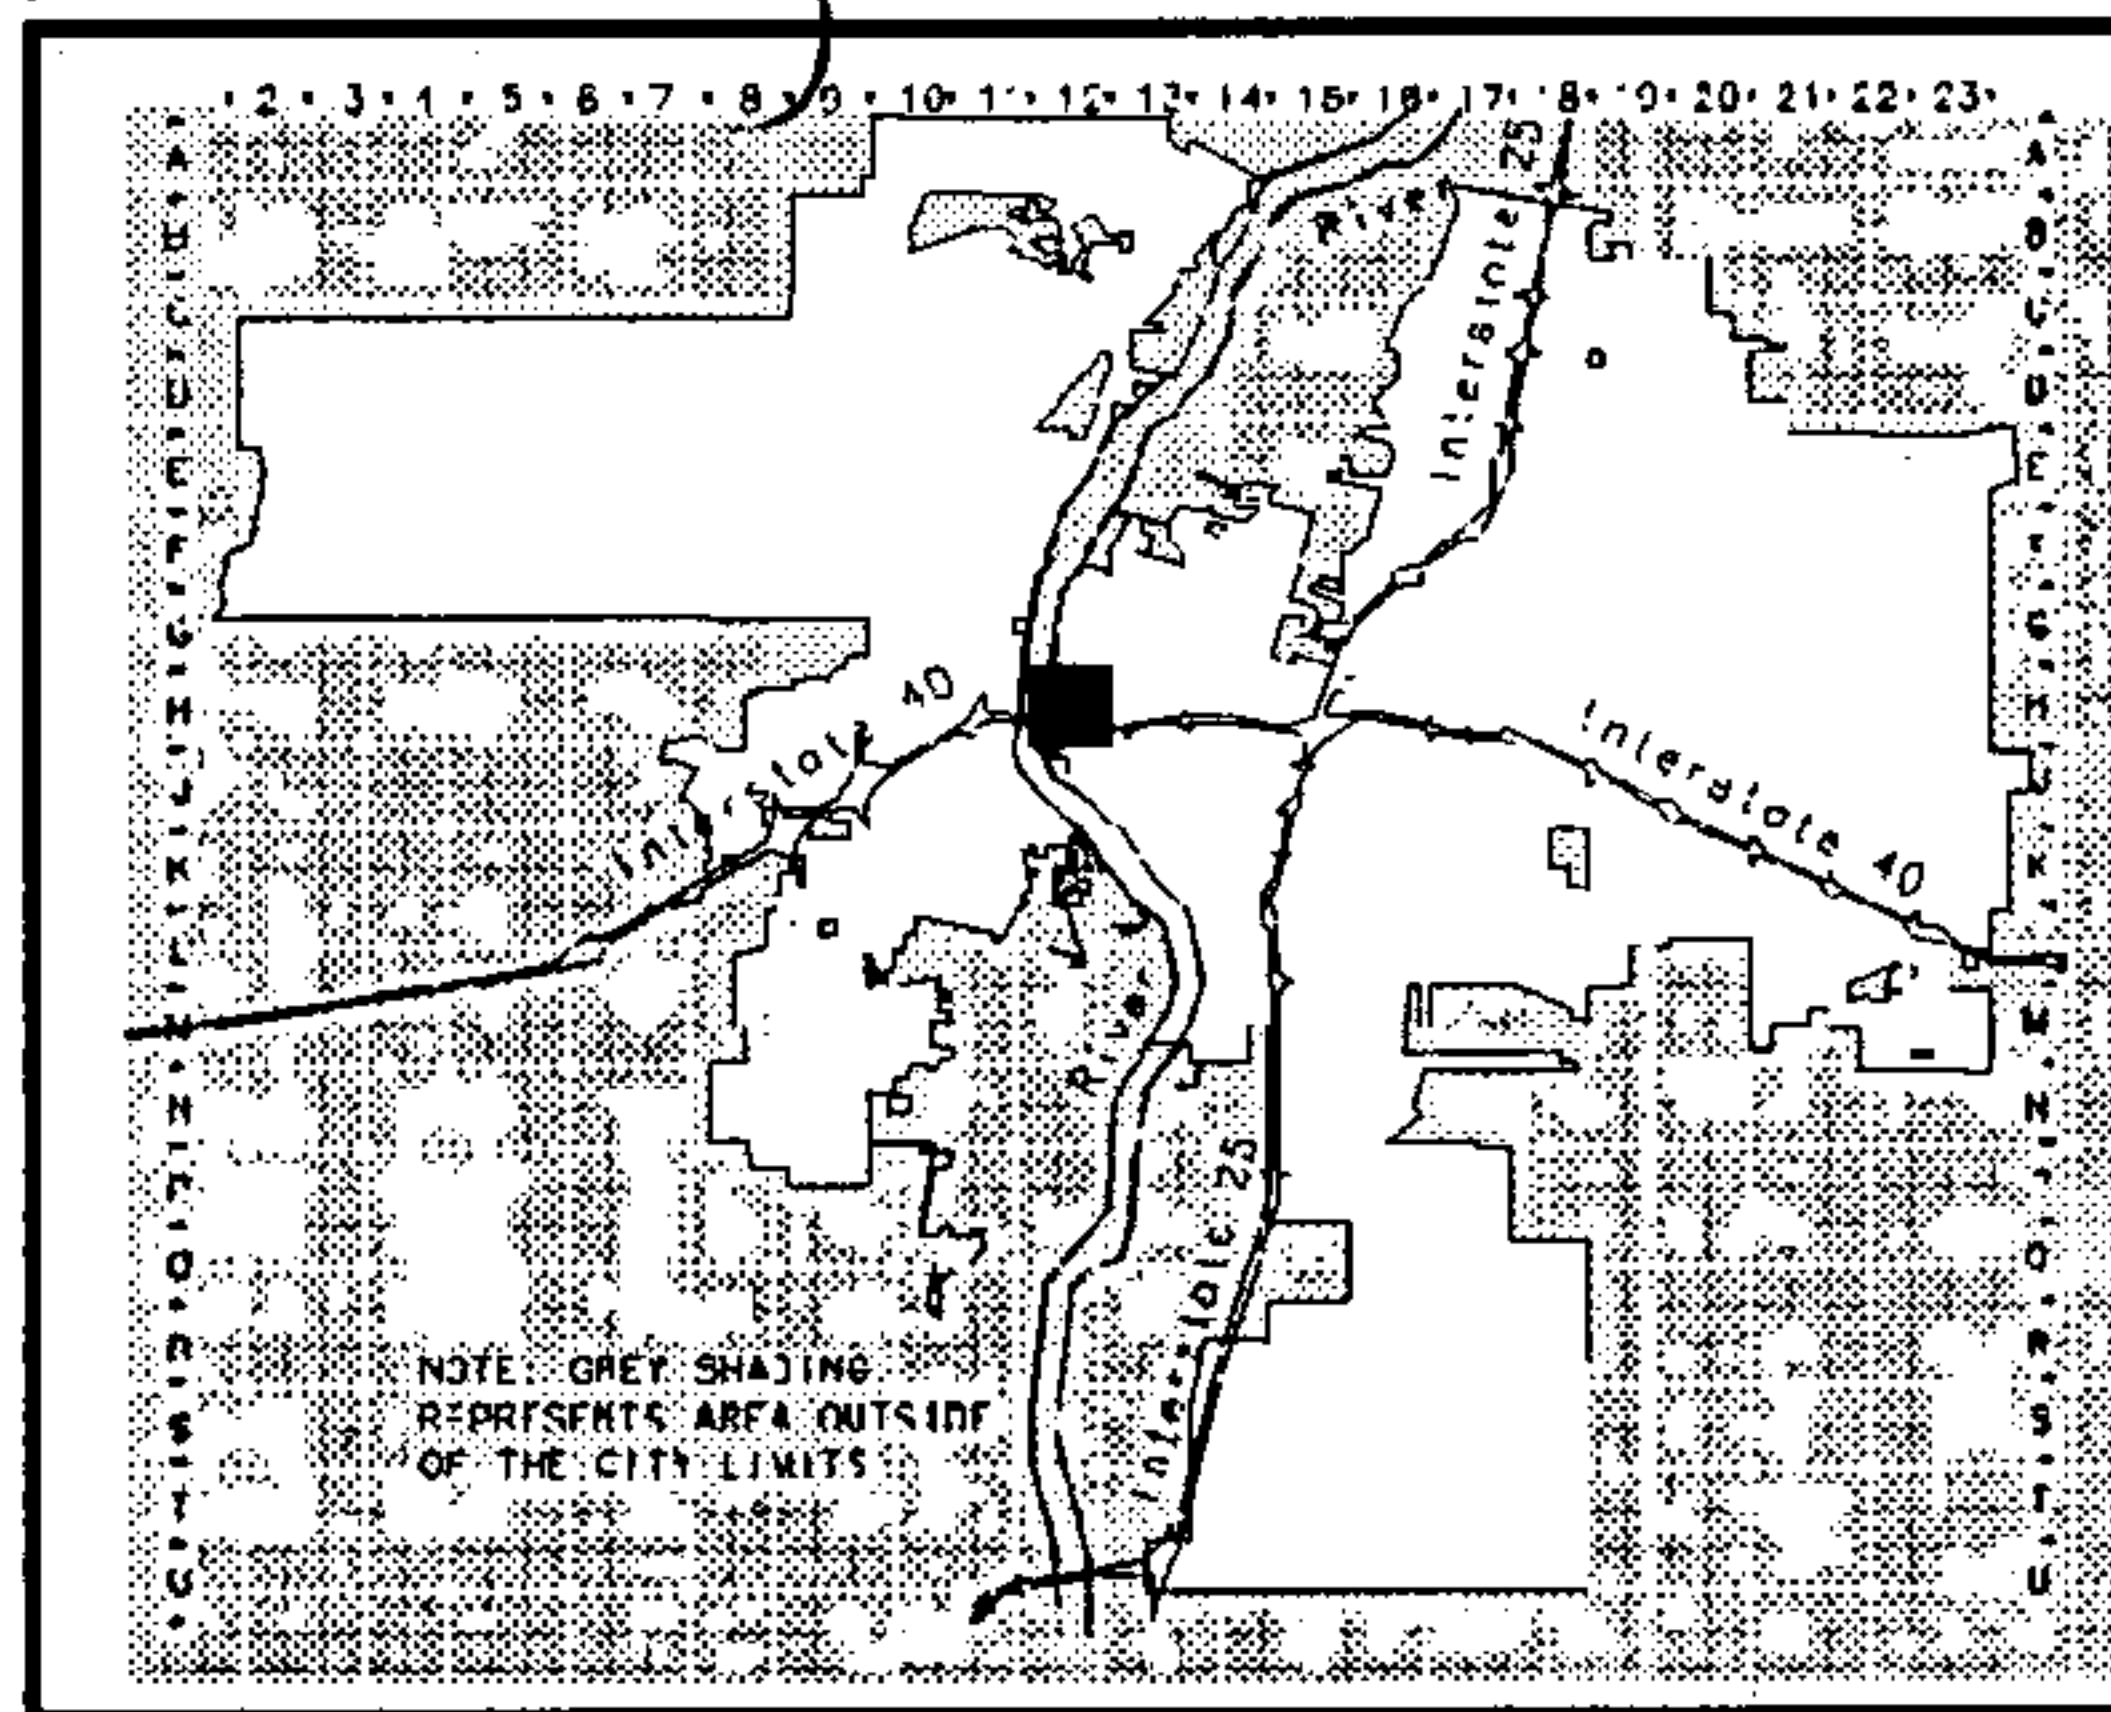 2 3 4 5 6 7 8 9 10 11 12 13 14 15 16 17 18 19 20 21 22 23
A A
B B
C C
D D
E E
F F
G G
H H
J J
K K
L L
M M
N N
P P
Q Q
R R
S S
T T
U U
River
Interstate 25
Interstate 40
Interstate 40
River
Interstate 25
NOTE: GREY SHADING
REPRESENTS AREA OUTSIDE
OF THE CITY LIMITS